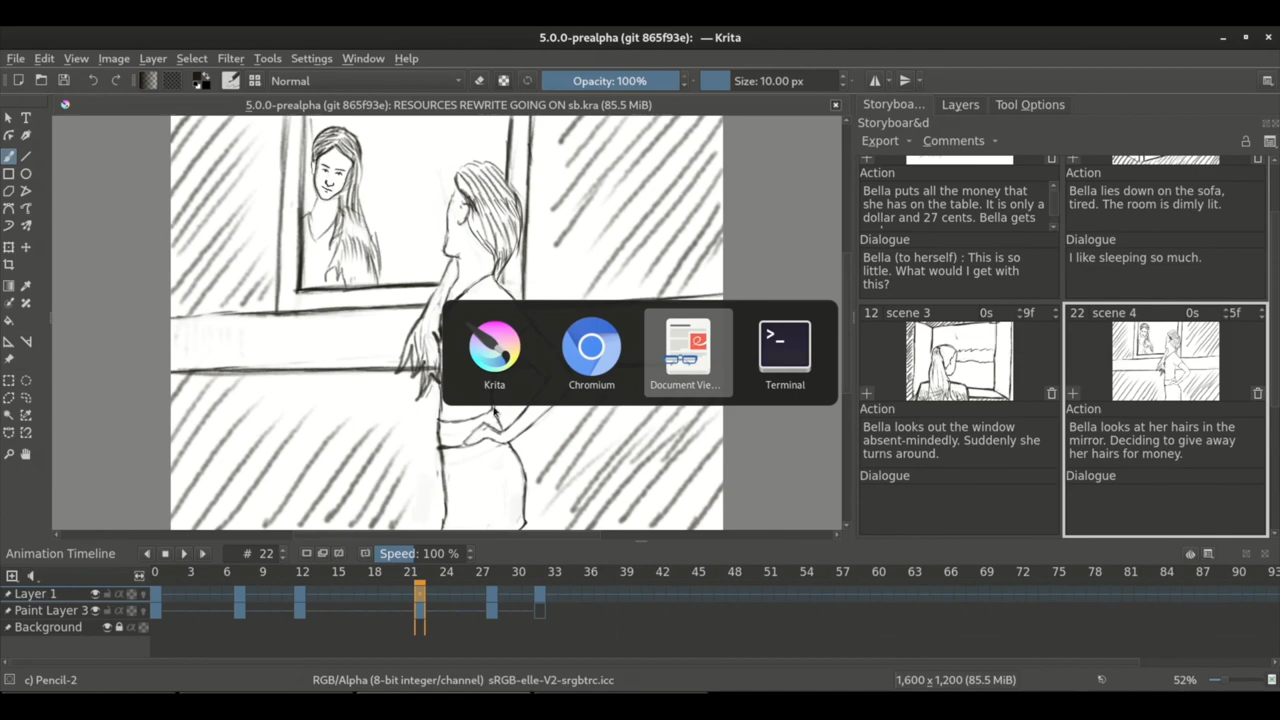 5.0.0-prealpha (git 865f93e): — Krita
File Edit View Image Layer Select Filter Tools Settings Window Help
Normal
Opacity: 100%
Size: 10.00 px
5.0.0-prealpha (git 865f93e): RESOURCES REWRITE GOING ON sb.kra (85.5 MiB)
Storyboa... Layers Tool Options
Storyboar&d
Export Comments
Action
Bella puts all the money that
she has on the table. It is only a
dollar and 27 cents. Bella gets
Dialogue
Bella (to herself) : This is so
little. What would I get with
this?
Action
Bella lies down on the sofa,
tired. The room is dimly lit.
Dialogue
I like sleeping so much.
12 scene 3 0s 9f
Action
Bella looks out the window
absent-mindedly. Suddenly she
turns around.
Dialogue
22 scene 4 0s 5f
Action
Bella looks at her hairs in the
mirror. Deciding to give away
her hairs for money.
Dialogue
Krita
Chromium
Document Vie...
>_
Terminal
Animation Timeline
# 22
Speed: 100 %
0 3 6 9 12 15 18 21 24 27 30 33 36 39 42 45 48 51 54 57 60 63 66 69 72 75 78 81 84 87 90 93
Layer 1
Paint Layer 3
Background
c) Pencil-2
RGB/Alpha (8-bit integer/channel) sRGB-elle-V2-srgbtrc.icc
1,600 x 1,200 (85.5 MiB)
52%